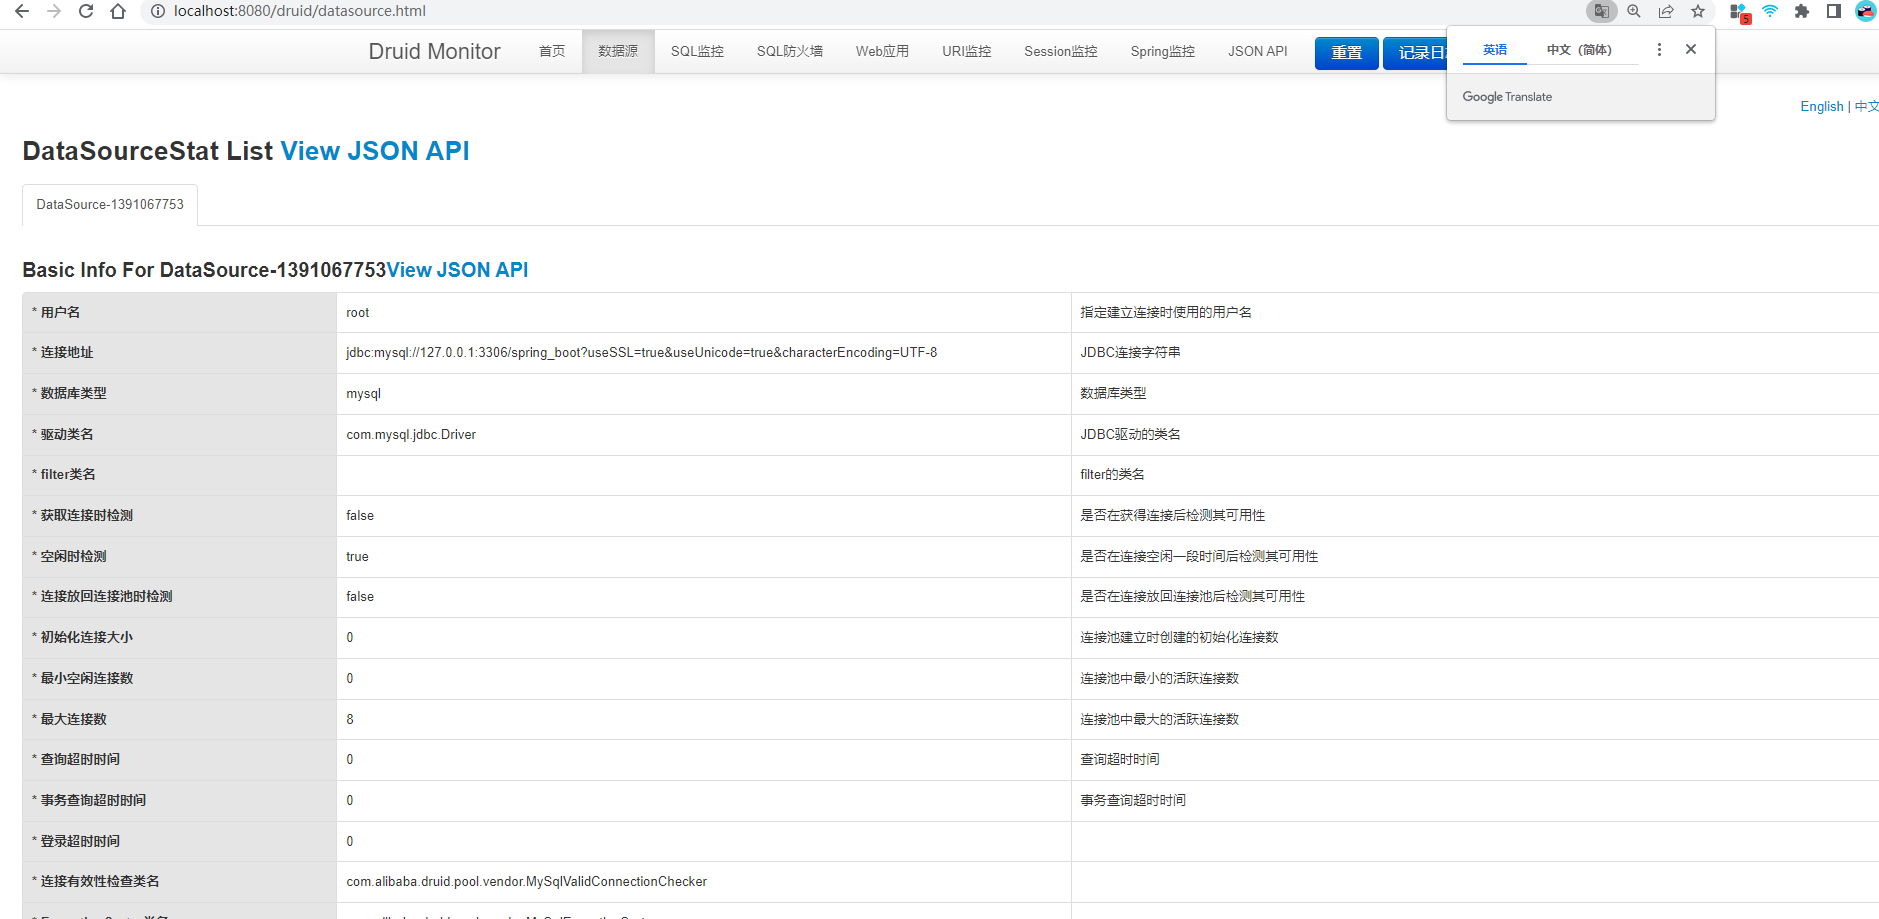 localhost:8080/druid/datasource.html
5
Druid Monitor 首页 数据源 SQL监控 SQL防火墙 Web应用 URI监控 Session监控 Spring监控 JSON API 重置 记录日
英语 中文（简体）
Google Translate
English | 中文
DataSourceStat List View JSON API
DataSource-1391067753
Basic Info For DataSource-1391067753View JSON API
* 用户名 root 指定建立连接时使用的用户名
* 连接地址 jdbc:mysql://127.0.0.1:3306/spring_boot?useSSL=true&useUnicode=true&characterEncoding=UTF-8 JDBC连接字符串
* 数据库类型 mysql 数据库类型
* 驱动类名 com.mysql.jdbc.Driver JDBC驱动的类名
* filter类名 filter的类名
* 获取连接时检测 false 是否在获得连接后检测其可用性
* 空闲时检测 true 是否在连接空闲一段时间后检测其可用性
* 连接放回连接池时检测 false 是否在连接放回连接池后检测其可用性
* 初始化连接大小 0 连接池建立时创建的初始化连接数
* 最小空闲连接数 0 连接池中最小的活跃连接数
* 最大连接数 8 连接池中最大的活跃连接数
* 查询超时时间 0 查询超时时间
* 事务查询超时时间 0 事务查询超时时间
* 登录超时时间 0
* 连接有效性检查类名 com.alibaba.druid.pool.vendor.MySqlValidConnectionChecker